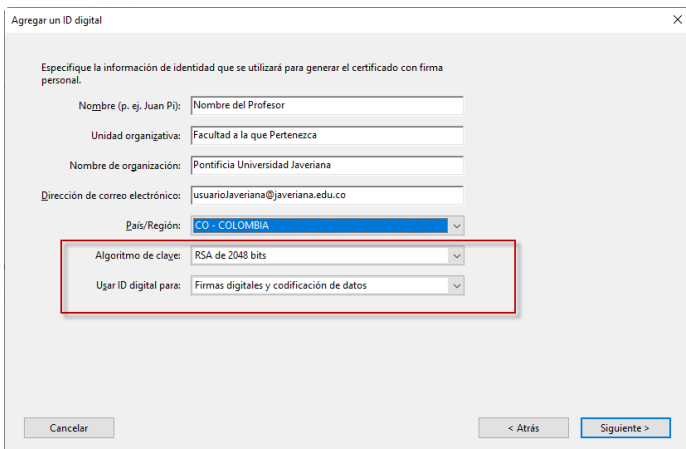 Agregar un ID digital
Especifique la información de identidad que se utilizará para generar el certificado con firma
personal.
Nombre (p. ej. Juan Pi): Nombre del Profesor
Unidad organizativa: Facultad a la que Pertenezca
Nombre de organización: Pontificia Universidad Javeriana
Dirección de correo electrónico: usuarioJaveriana@javeriana.edu.co
País/Región: CO - COLOMBIA
Algoritmo de claye: RSA de 2048 bits
Usar ID digital para: Firmas digitales y codificación de datos
Cancelar < Atrás Siguiente >